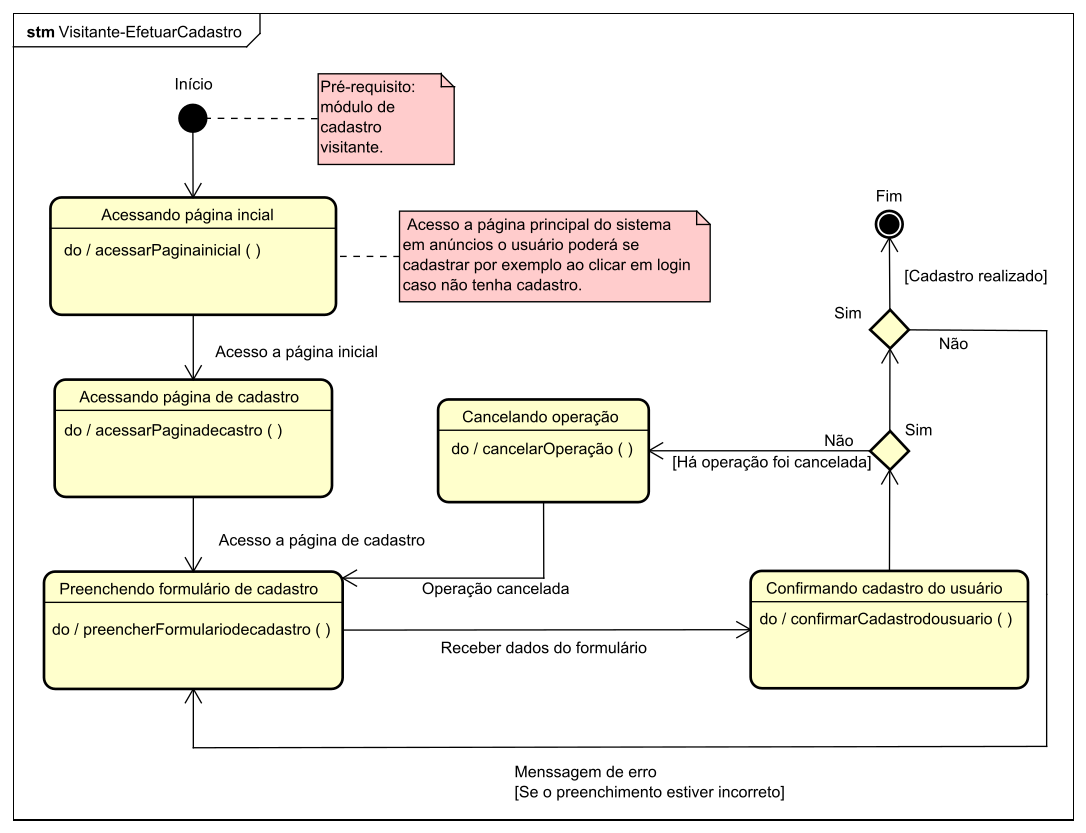 stm Visitante-EfetuarCadastro
Início
Pré-requisito:
módulo de
cadastro
visitante.
Acessando página incial
do / acessarPaginainicial ( )
Acesso a página principal do sistema
em anúncios o usuário poderá se
cadastrar por exemplo ao clicar em login
caso não tenha cadastro.
Fim
[Cadastro realizado]
Sim
Não
Acesso a página inicial
Acessando página de cadastro
do / acessarPaginadecastro ( )
Cancelando operação
do / cancelarOperação ( )
Sim
Não
[Há operação foi cancelada]
Acesso a página de cadastro
Operação cancelada
Preenchendo formulário de cadastro
do / preencherFormulariodecadastro ( )
Receber dados do formulário
Confirmando cadastro do usuário
do / confirmarCadastrodousuario ( )
Menssagem de erro
[Se o preenchimento estiver incorreto]